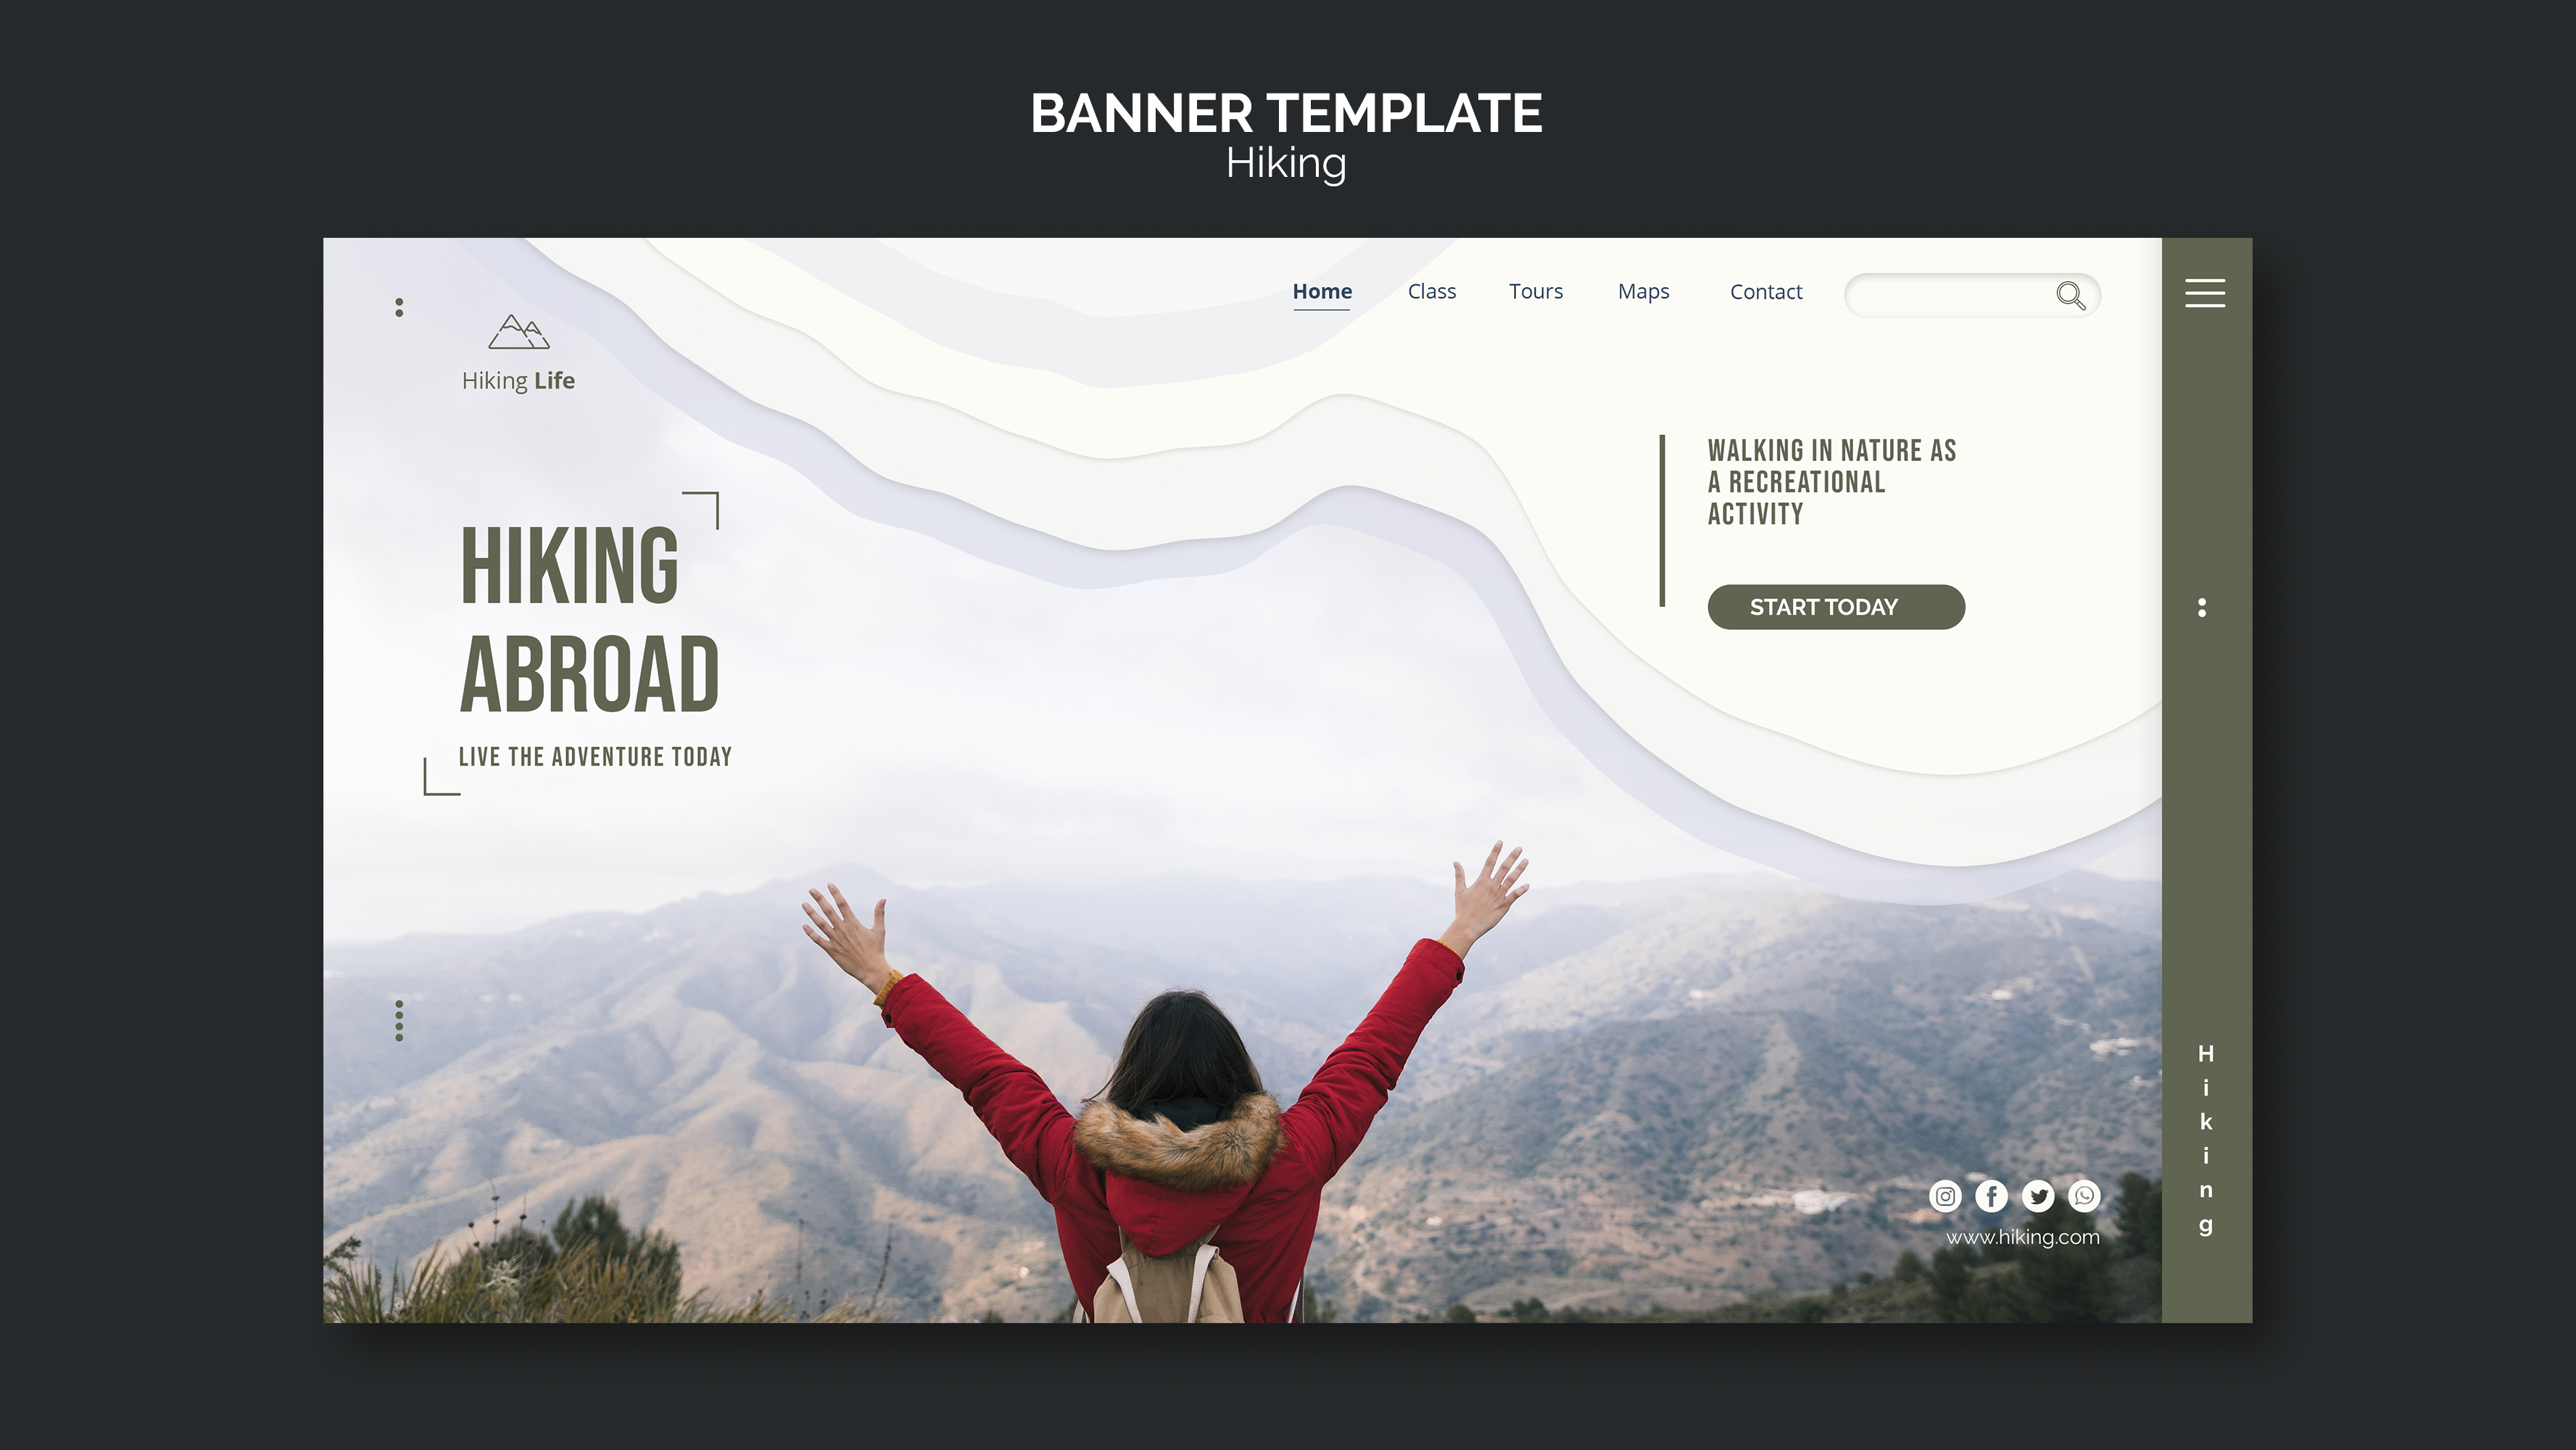 BANNER TEMPLATE
Hiking
Home Class Tours Maps Contact
Hiking Life
WALKING IN NATURE AS
A RECREATIONAL
ACTIVITY
START TODAY
HIKING
ABROAD
LIVE THE ADVENTURE TODAY
www.hiking.com
Hiking